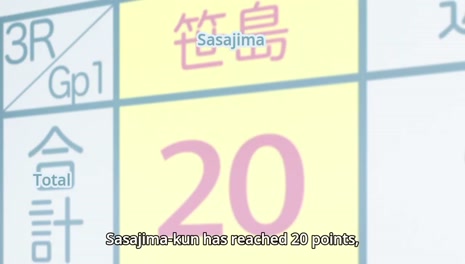 3R
Gp1
笹島
Sasajima
合計
Total
20
Sasajima-kun has reached 20 points,